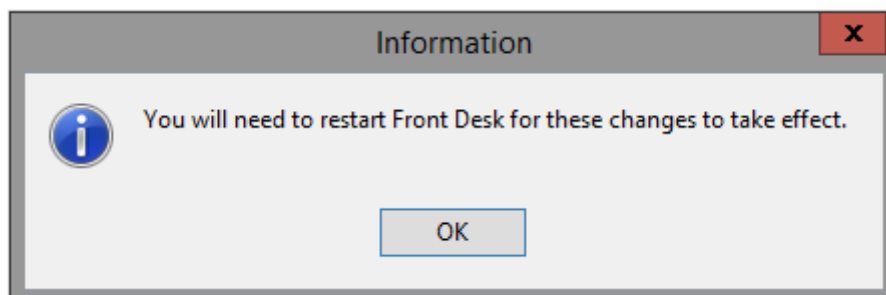 Information
X
You will need to restart Front Desk for these changes to take effect.
OK